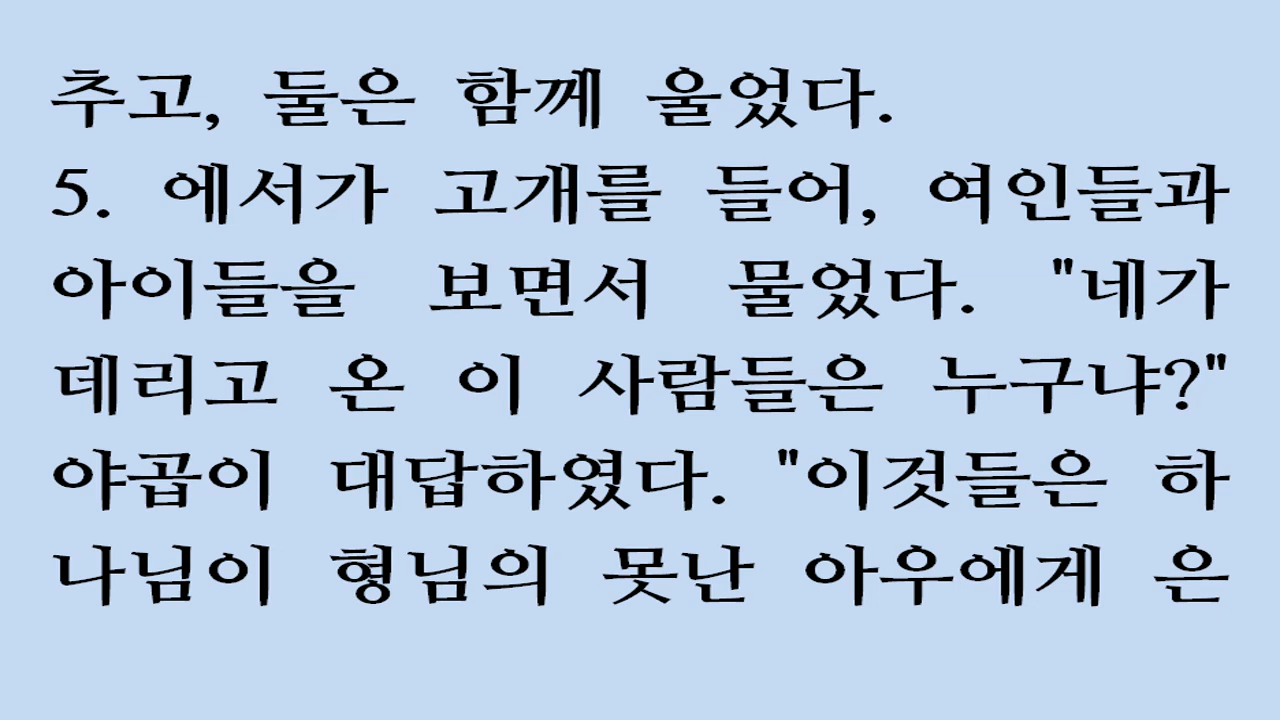 추고, 둘은 함께 울었다.
5. 에서가 고개를 들어, 여인들과
아이들을 보면서 물었다. "네가
데리고 온 이 사람들은 누구냐?"
야곱이 대답하였다. "이것들은 하
나님이 형님의 못난 아우에게 은